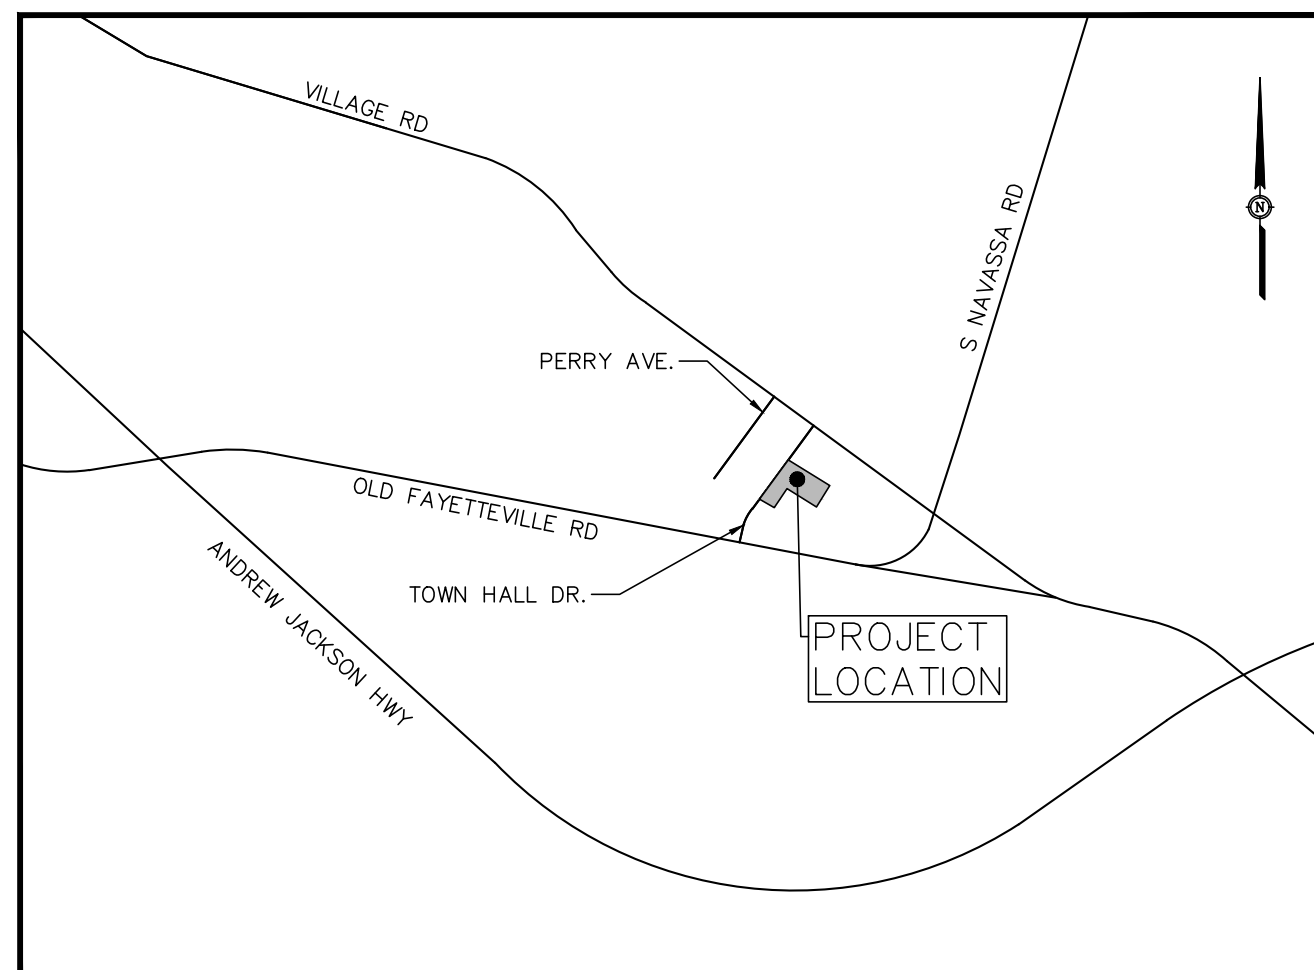 VILLAGE RD
S NAVASSA RD
N
PERRY AVE.
OLD FAYETTEVILLE RD
ANDREW JACKSON HWY
TOWN HALL DR.
PROJECT
LOCATION